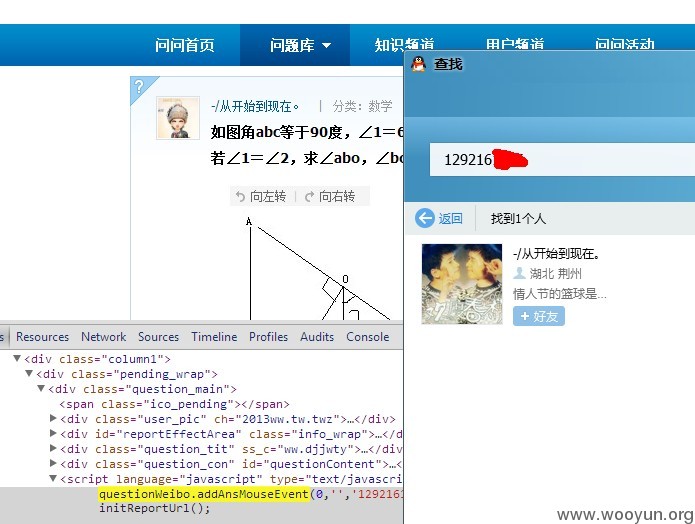 问问首页
问题库
知识频道
用户频道
问问活动
查找
129216
返回
找到1个人
-/从开始到现在。
湖北 荆州
情人节的篮球是...
+ 好友
?
-/从开始到现在。 | 分类：数学
如图角abc等于90度，∠1=6
若∠1=∠2，求∠abo，∠bo
向左转 | 向右转
A
O
s Resources Network Sources Timeline Profiles Audits Console
<div class="column1">
<div class="pending_wrap">
<div class="question_main">
<span class="ico_pending"></span>
<div class="user_pic" ch="2013ww.tw.twz">…</div>
<div id="reportEffectArea" class="info_wrap">…</div>
<div class="question_tit" ss_c="ww.djjwty">…</div>
<div class="question_con" id="questionContent">…<
<script language="javascript" type="text/javascri
questionWeibo.addAnsMouseEvent(0,'','129216
initReportUrl();
www.wooyun.org